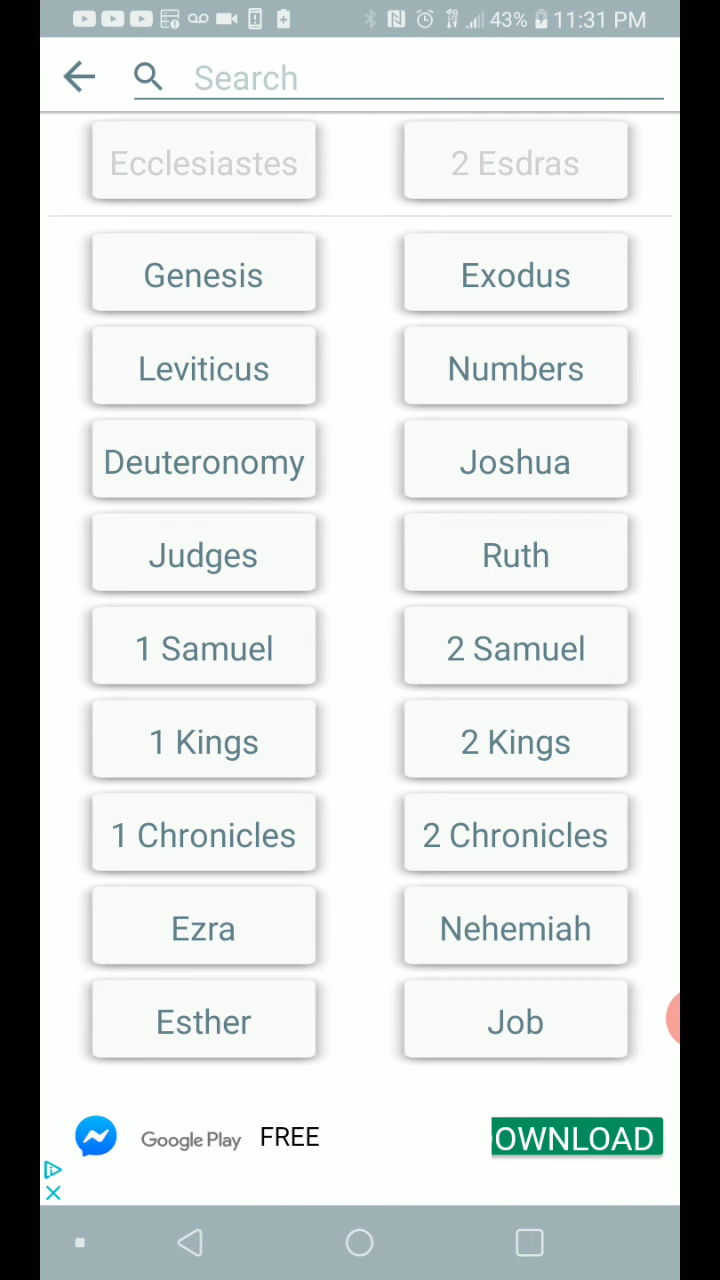 43% 11:31 PM
Search
Ecclesiastes 2 Esdras
Genesis Exodus
Leviticus Numbers
Deuteronomy Joshua
Judges Ruth
1 Samuel 2 Samuel
1 Kings 2 Kings
1 Chronicles 2 Chronicles
Ezra Nehemiah
Esther Job
Google Play FREE OWNLOAD